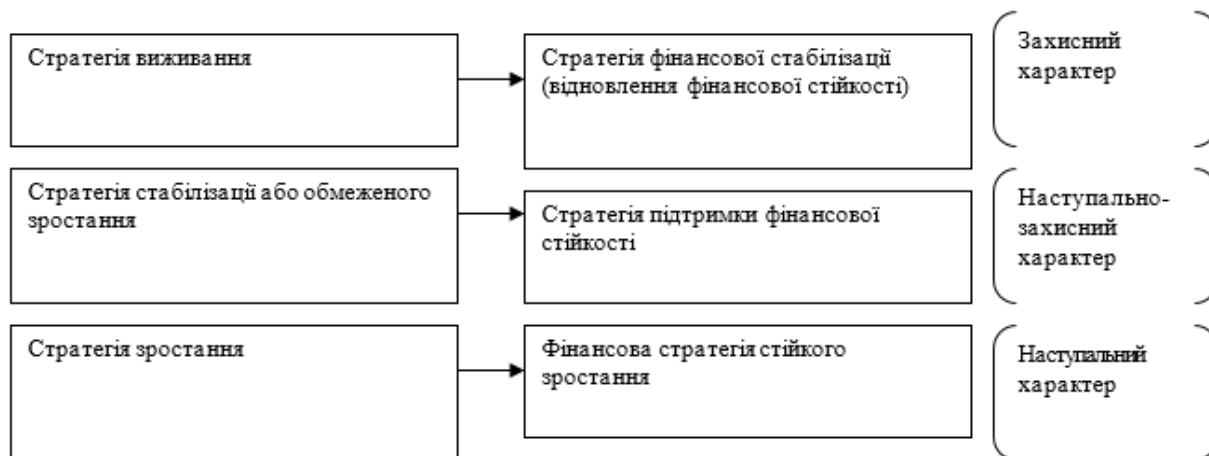 Стратегія виживання
Стратегія фінансової стабілізації
(відновлення фінансової стійкості)
Захисний
характер
Стратегія стабілізації або обмеженого
зростання
Стратегія підтримки фінансової
стійкості
Наступально-
захисний
характер
Стратегія зростання
Фінансова стратегія стійкого
зростання
Наступальний
характер